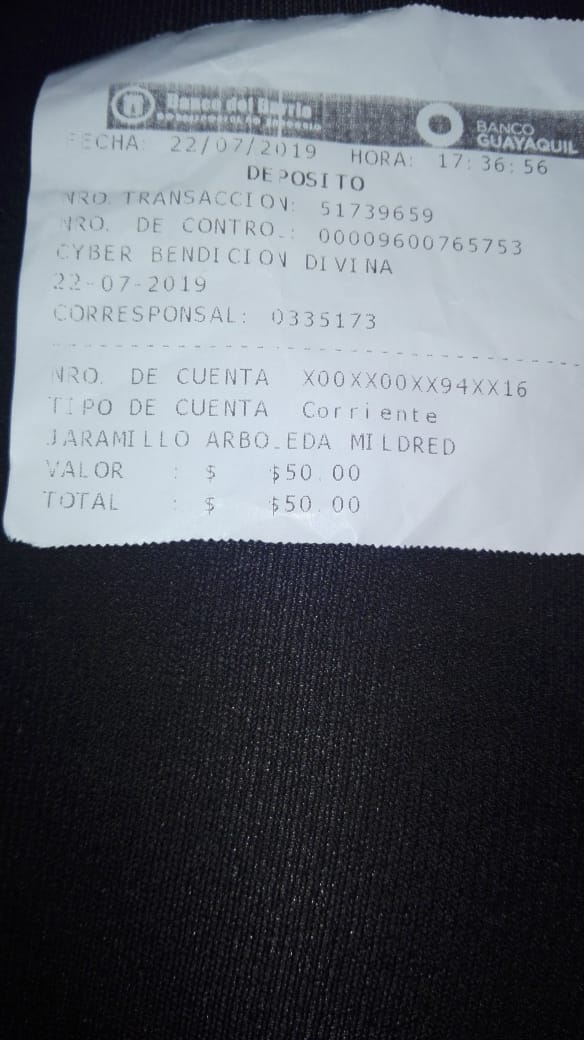 Banco del Barrio
BANCO
GUAYAQUIL
FECHA: 22/07/2019 HORA: 17:36:56
DEPOSITO
NRO. TRANSACCION: 51739659
NRO. DE CONTROL: 00009600765753
CYBER BENDICION DIVINA
22-07-2019
CORRESPONSAL: 0335173
NRO. DE CUENTA X00XX00XX94XX16
TIPO DE CUENTA Corriente
JARAMILLO ARBOLEDA MILDRED
VALOR : $ $50.00
TOTAL : $ $50.00